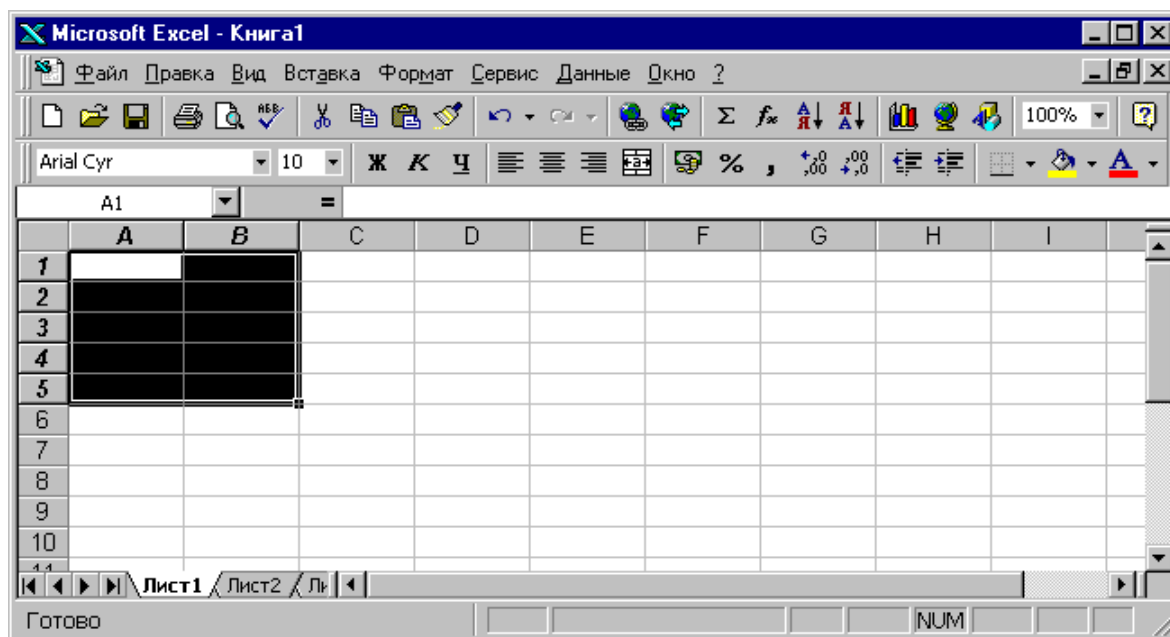 Microsoft Excel - Книга1
Файл Правка Вид Вставка Формат Сервис Данные Окно ?
100%
Arial Cyr 10 Ж К Ч %
A1 =
A B C D E F G H I
1
2
3
4
5
6
7
8
9
10
11
Лист1 Лист2
Готово NUM